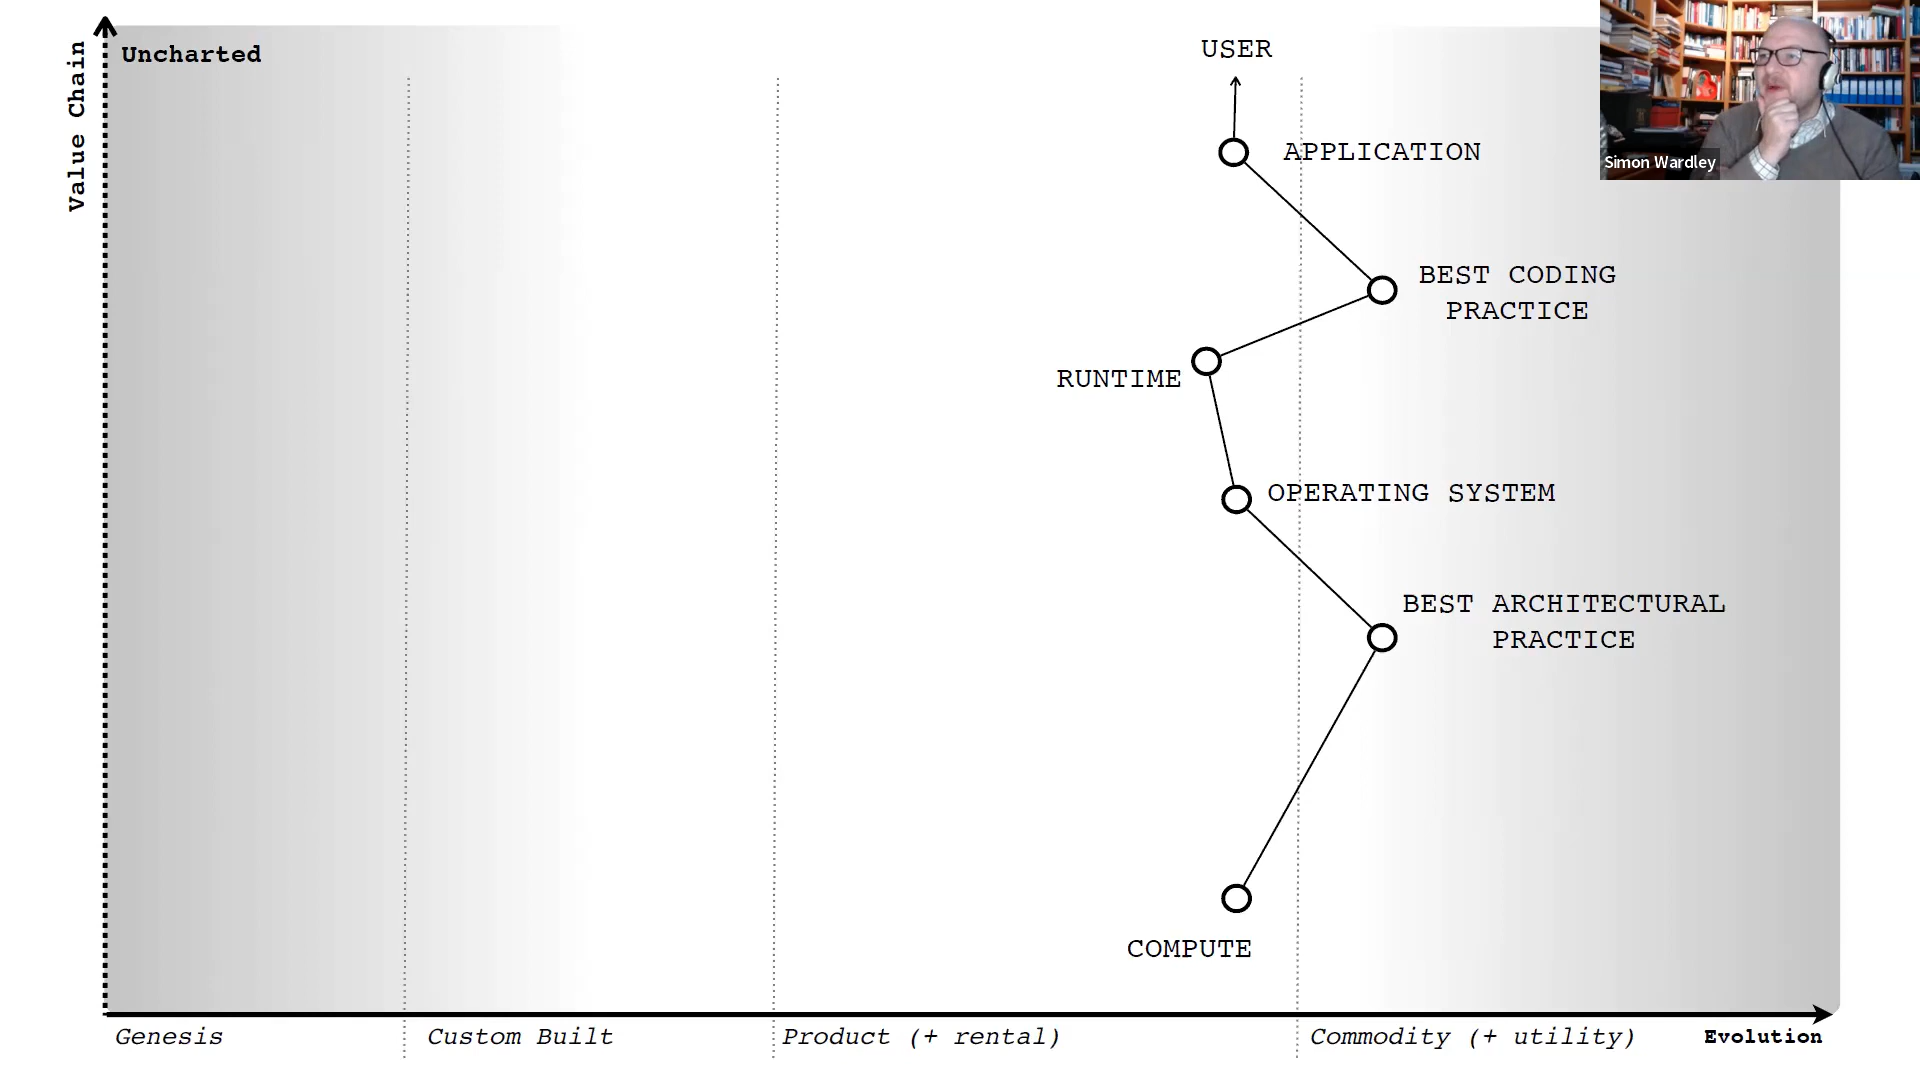 Uncharted
Value Chain
USER
APPLICATION
BEST CODING
PRACTICE
RUNTIME
OPERATING SYSTEM
BEST ARCHITECTURAL
PRACTICE
COMPUTE
Genesis
Custom Built
Product (+ rental)
Commodity (+ utility)
Evolution
Simon Wardley